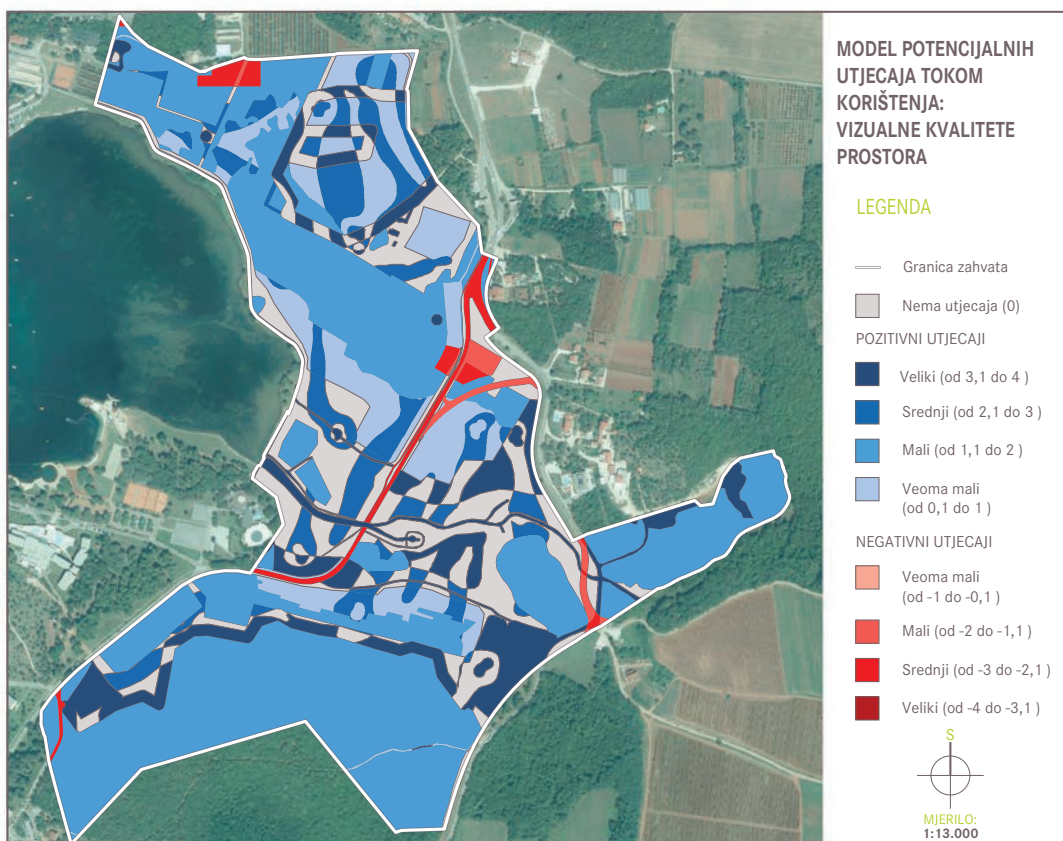 MODEL POTENCIJALNIH
UTJECAJA TOKOM
KORIŠTENJA:
VIZUALNE KVALITETE
PROSTORA
LEGENDA
Granica zahvata
Nema utjecaja (0)
POZITIVNI UTJECAJI
Veliki (od 3,1 do 4 )
Srednji (od 2,1 do 3 )
Mali (od 1,1 do 2 )
Veoma mali
(od 0,1 do 1 )
NEGATIVNI UTJECAJI
Veoma mali
(od -1 do -0,1 )
Mali (od -2 do -1,1 )
Srednji (od -3 do -2,1 )
Veliki (od -4 do -3,1 )
S
MJERILO:
1:13.000